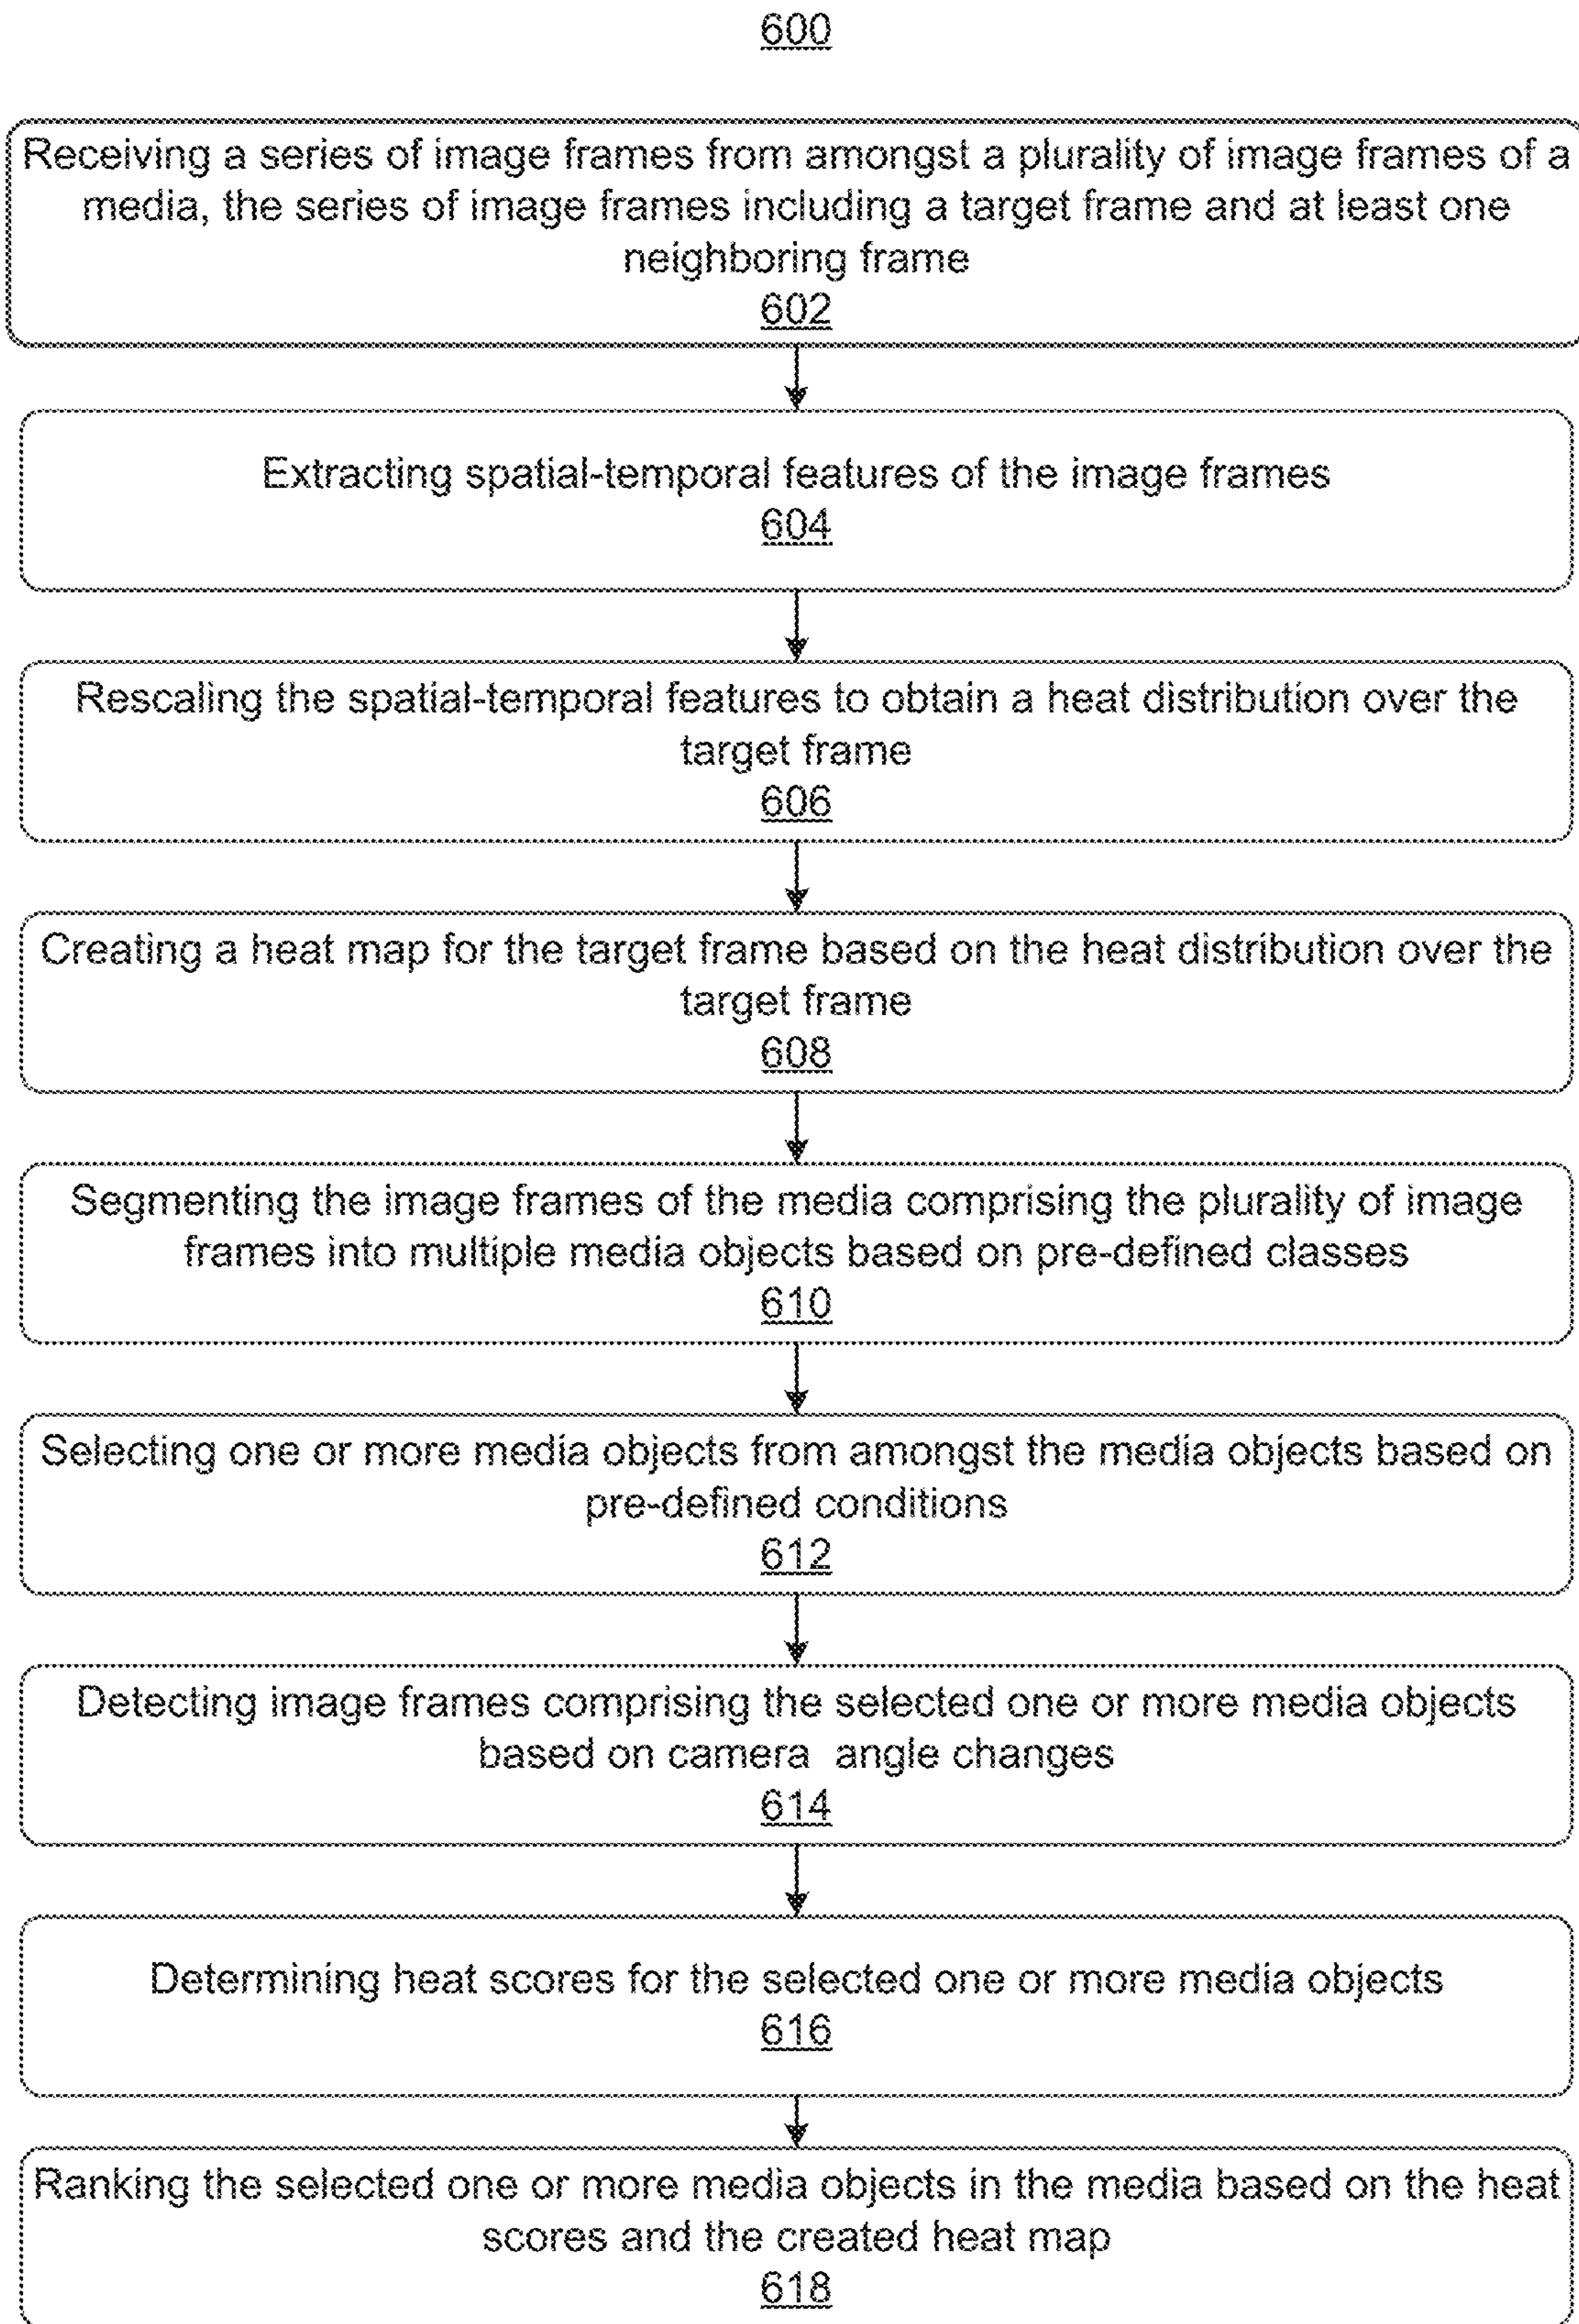 600
Receiving a series of image frames from amongst a plurality of image frames of a
media, the series of image frames including a target frame and at least one
neighboring frame
602
Extracting spatial-temporal features of the image frames
604
Rescaling the spatial-temporal features to obtain a heat distribution over the
target frame
606
Creating a heat map for the target frame based on the heat distribution over the
target frame
608
Segmenting the image frames of the media comprising the plurality of image
frames into multiple media objects based on pre-defined classes
610
Selecting one or more media objects from amongst the media objects based on
pre-defined conditions
612
Detecting image frames comprising the selected one or more media objects
based on camera angle changes
614
Determining heat scores for the selected one or more media objects
616
Ranking the selected one or more media objects in the media based on the heat
scores and the created heat map
618